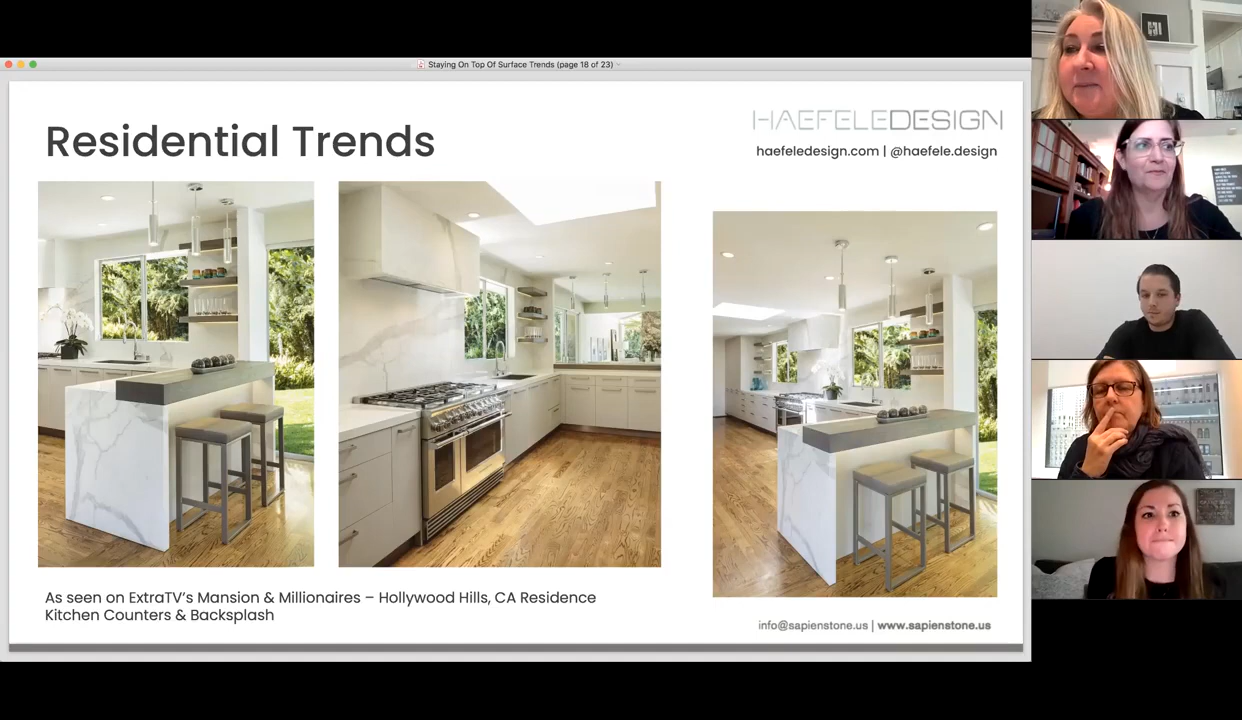 Staying On Top Of Surface Trends (page 18 of 23)
Residential Trends
HAEFELEDESIGN
haefeledesign.com | @haefele.design
As seen on ExtraTV's Mansion & Millionaires – Hollywood Hills, CA Residence
Kitchen Counters & Backsplash
info@sapienstone.us | www.sapienstone.us